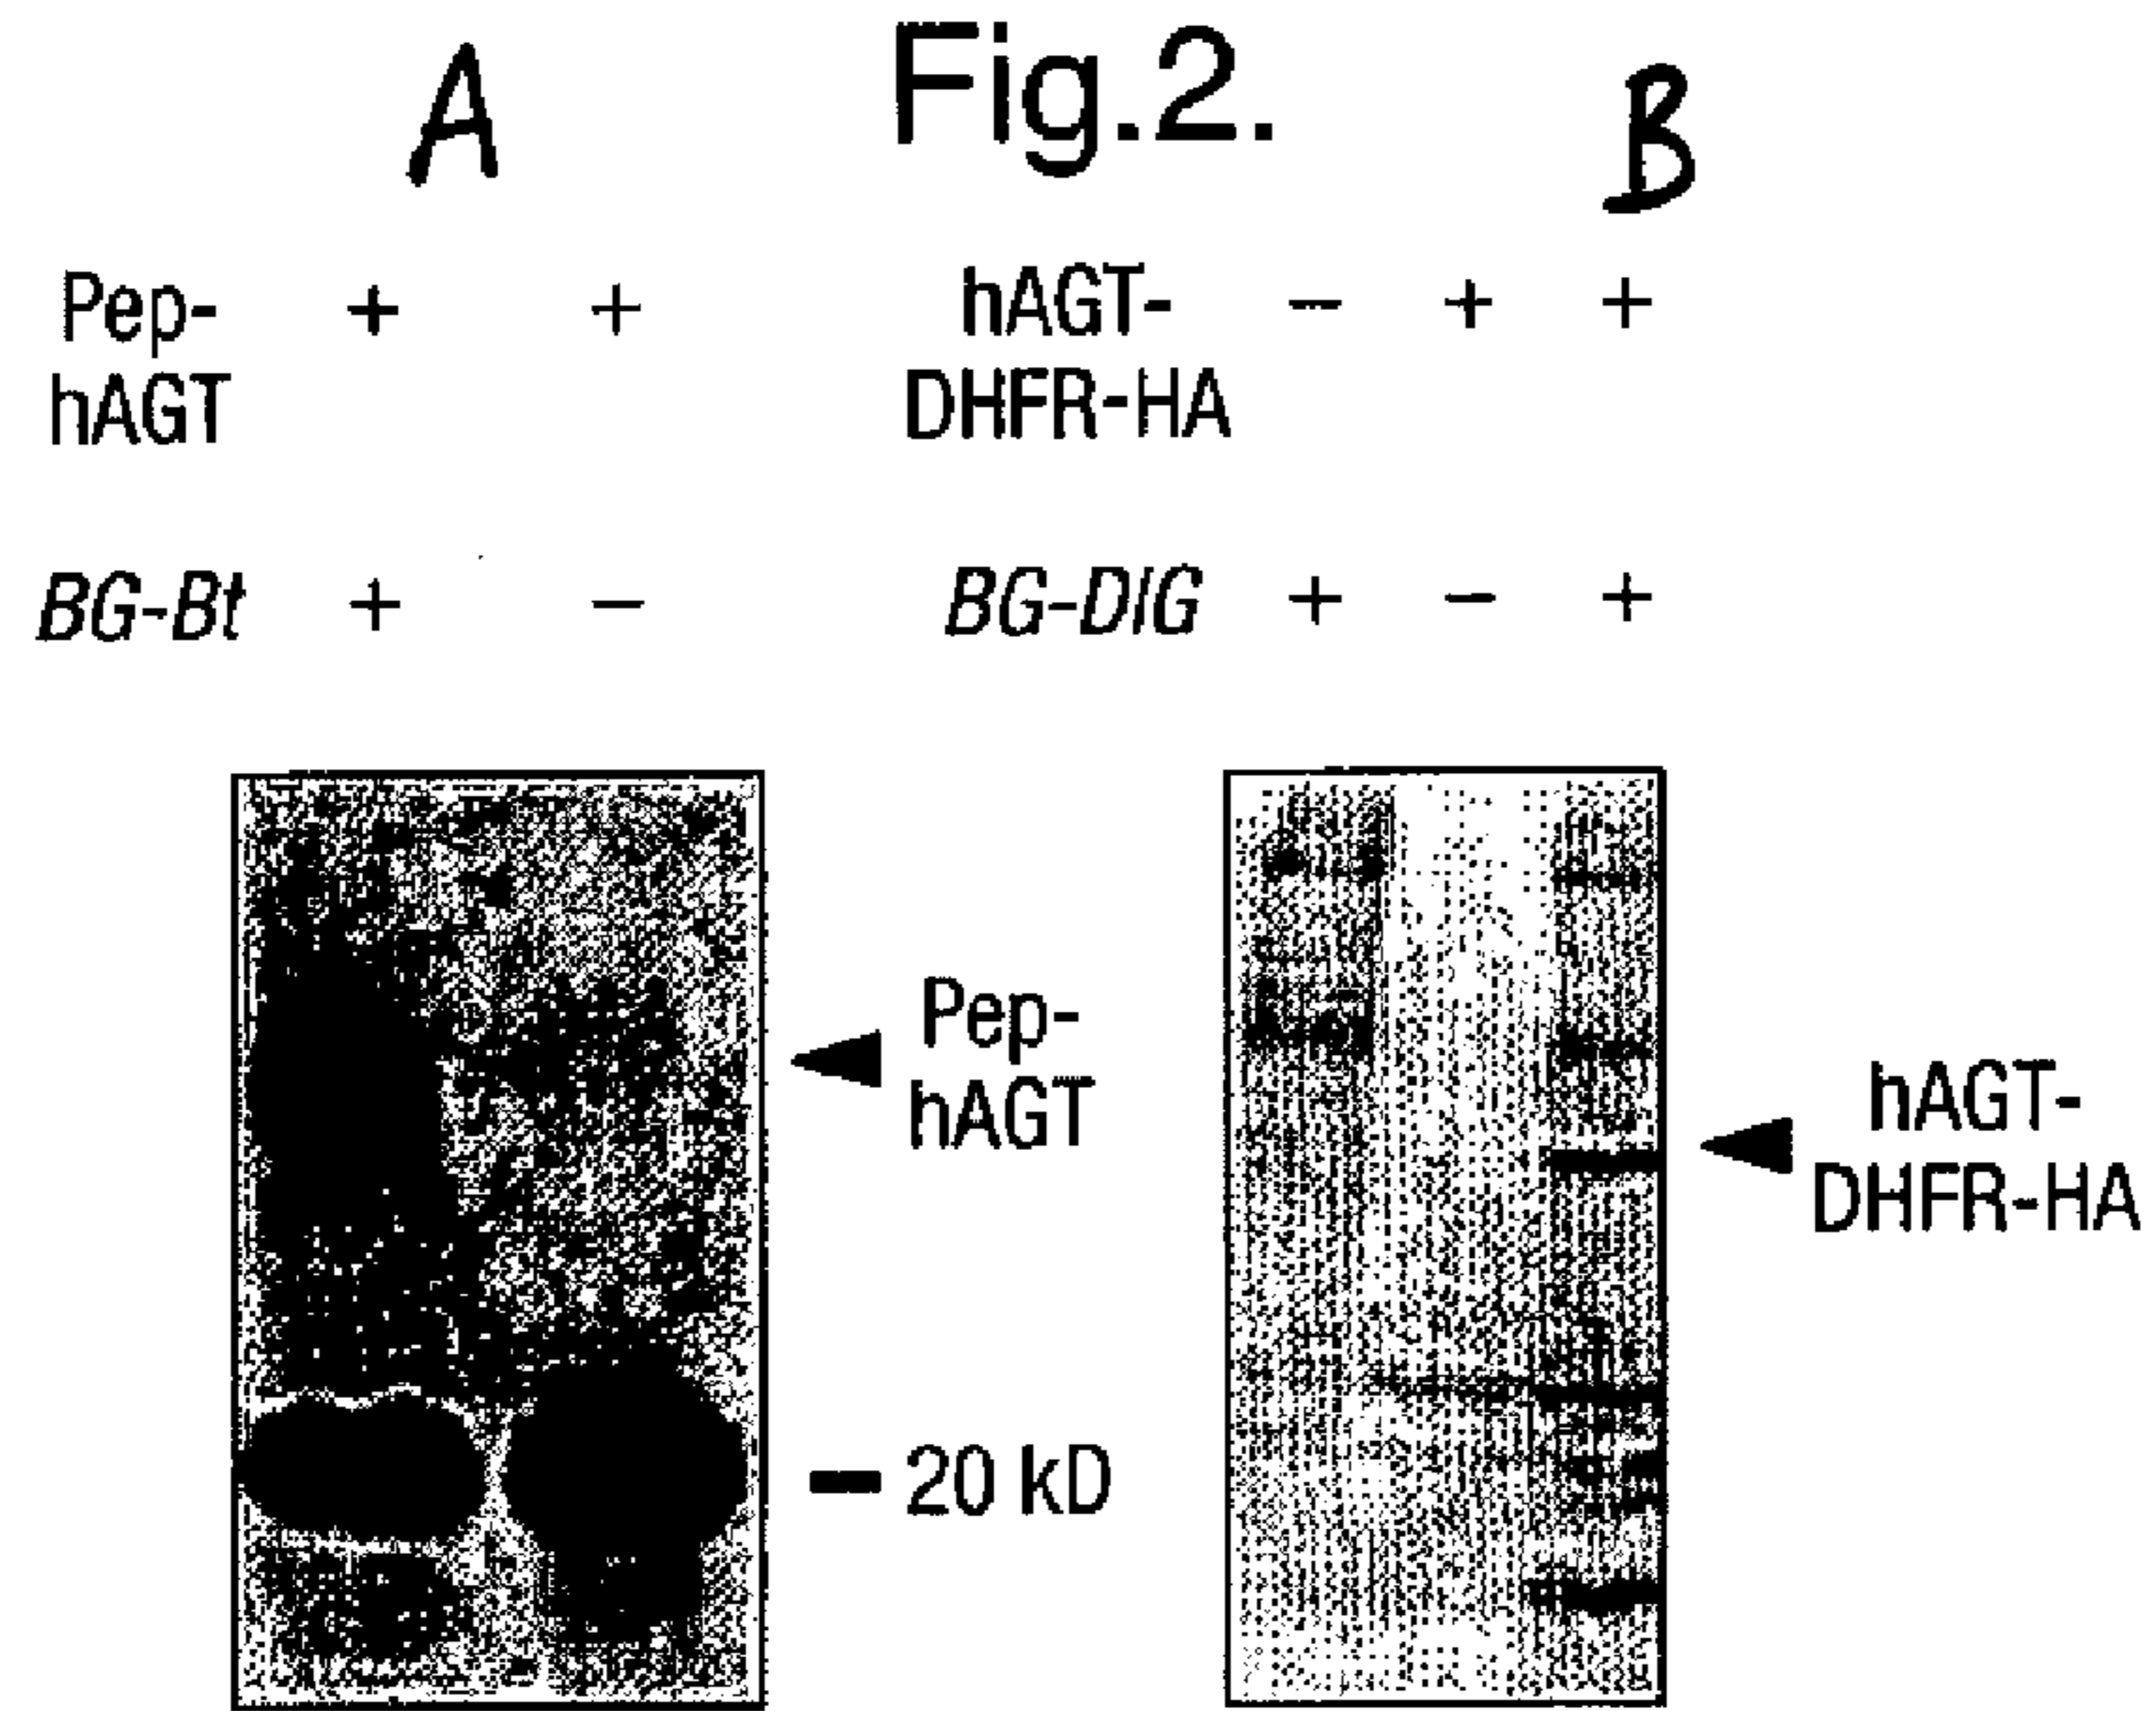 A
Fig.2.
B
Pep-
hAGT
+ +
BG-Bt + -
hAGT-
DHFR-HA
- + +
BG-DIG + - +
Pep-
hAGT
20 kD
hAGT-
DHFR-HA